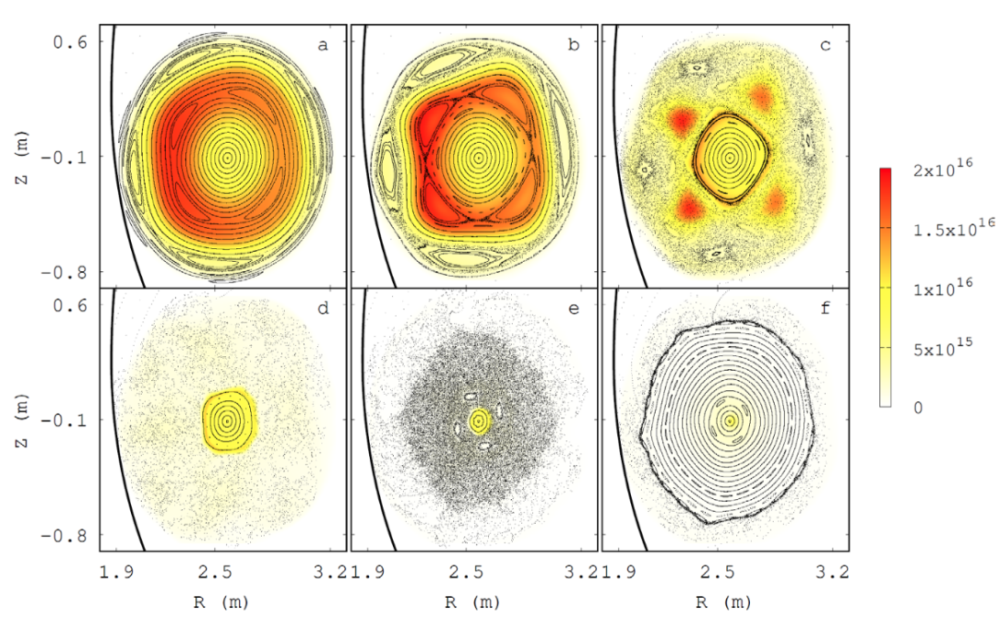 0.6
a
b
c
Z (m)
-0.1
-0.8
2x10^16
1.5x10^16
1x10^16
5x10^15
0
0.6
d
e
f
Z (m)
-0.1
-0.8
1.9 2.5 3.2 1.9 2.5 3.2 1.9 2.5 3.2
R (m) R (m) R (m)